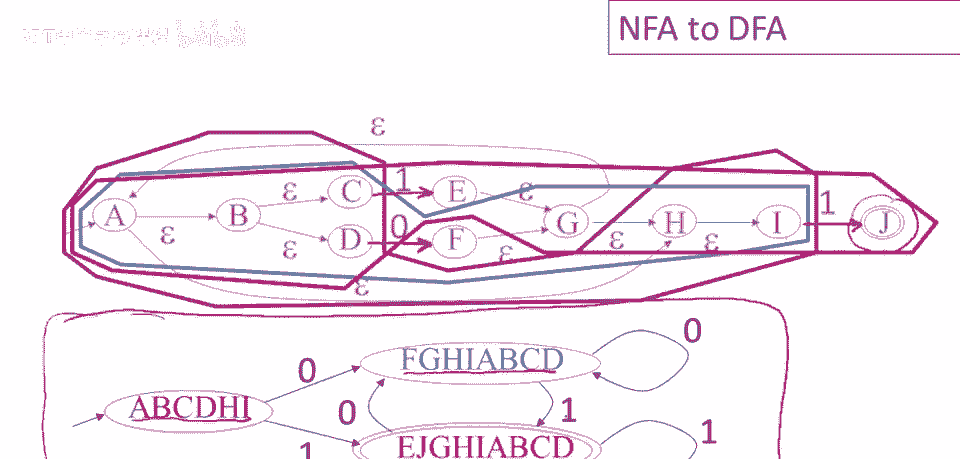 NFA to DFA
ε
C 1 E
ε ε
A B G H I 1 J
ε
0
ε D F ε ε ε
ε
FGHIABCD 0
0
ABCDHI 0 1
1 EJGHIABCD 1